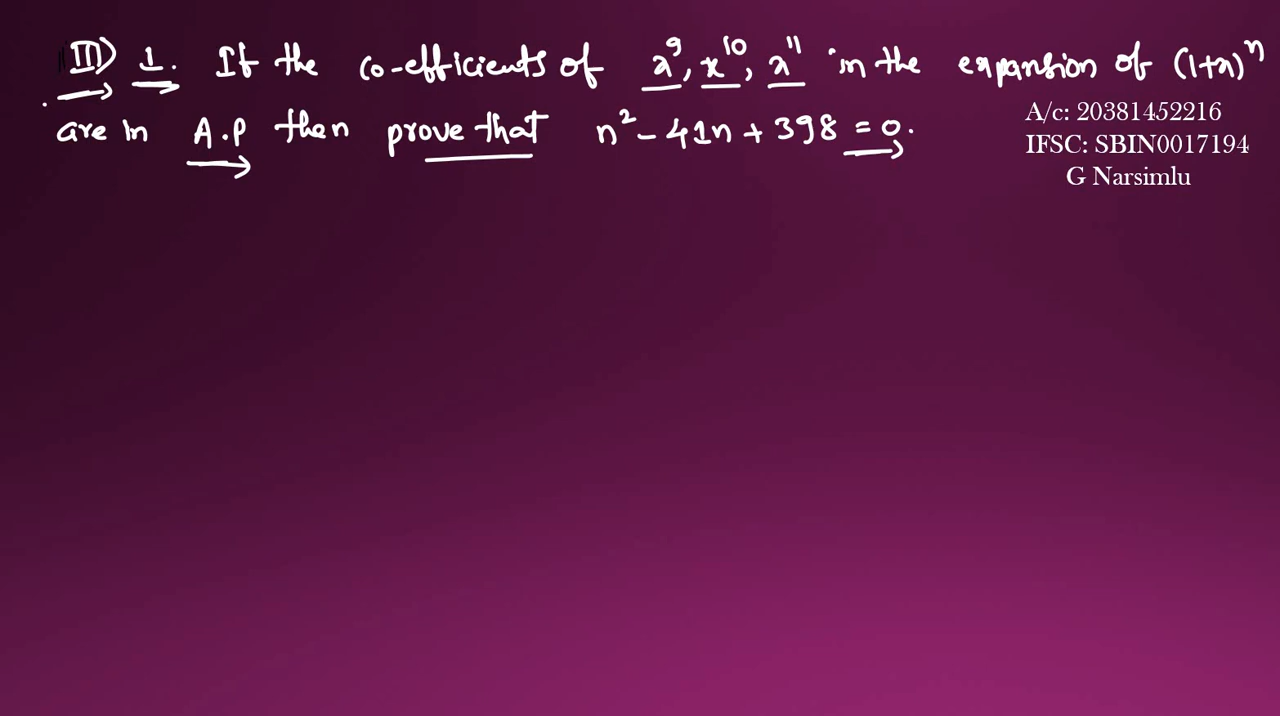 III) 1. If the co-efficients of x⁹, x¹⁰, x¹¹ in the expansion of (1+x)ⁿ
are in A.P then prove that n² - 41n + 398 = 0.
A/c: 20381452216
IFSC: SBIN0017194
G Narsimlu